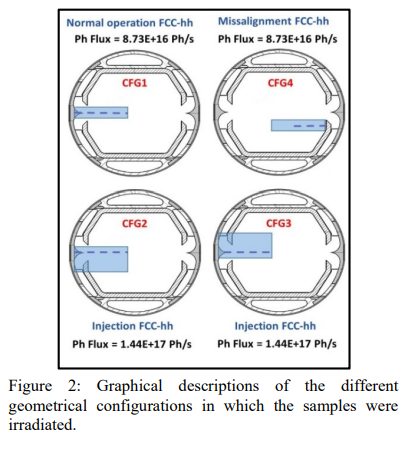 Normal operation FCC-hh
Ph Flux = 8.73E+16 Ph/s
Missalignment FCC-hh
Ph Flux = 8.73E+16 Ph/s
CFG1
CFG4
CFG2
CFG3
Injection FCC-hh
Ph Flux = 1.44E+17 Ph/s
Injection FCC-hh
Ph Flux = 1.44E+17 Ph/s
Figure 2: Graphical descriptions of the different
geometrical configurations in which the samples were
irradiated.